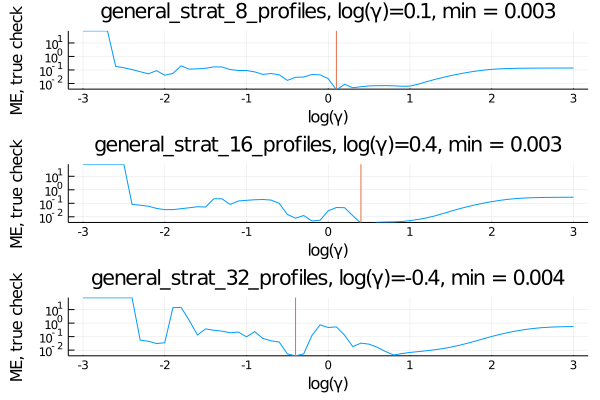 general_strat_8_profiles, log(γ)=0.1, min = 0.003
ME, true check
10¹
10⁰
10⁻¹
10⁻²
-3 -2 -1 0 1 2 3
log(γ)
general_strat_16_profiles, log(γ)=0.4, min = 0.003
ME, true check
10¹
10⁰
10⁻¹
10⁻²
-3 -2 -1 0 1 2 3
log(γ)
general_strat_32_profiles, log(γ)=-0.4, min = 0.004
ME, true check
10¹
10⁰
10⁻¹
10⁻²
-3 -2 -1 0 1 2 3
log(γ)